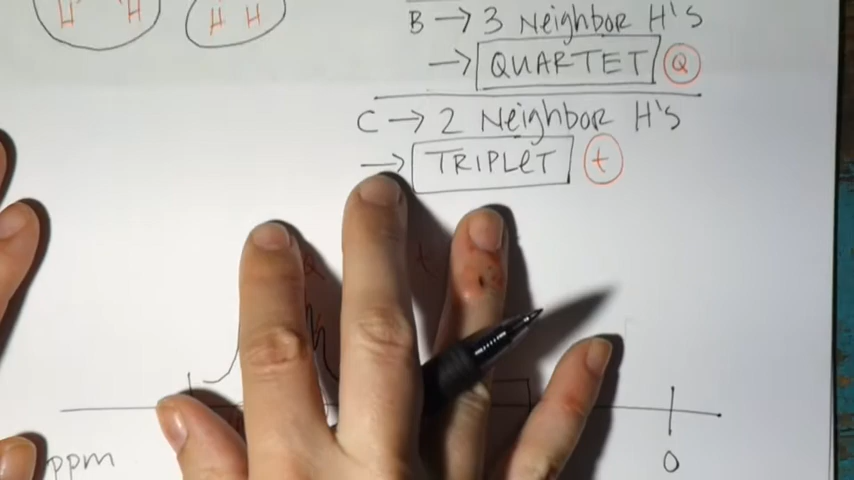 H H H H
B → 3 Neighbor H's
→ QUARTET Q
C → 2 Neighbor H's
→ TRIPLET t
ppm
0